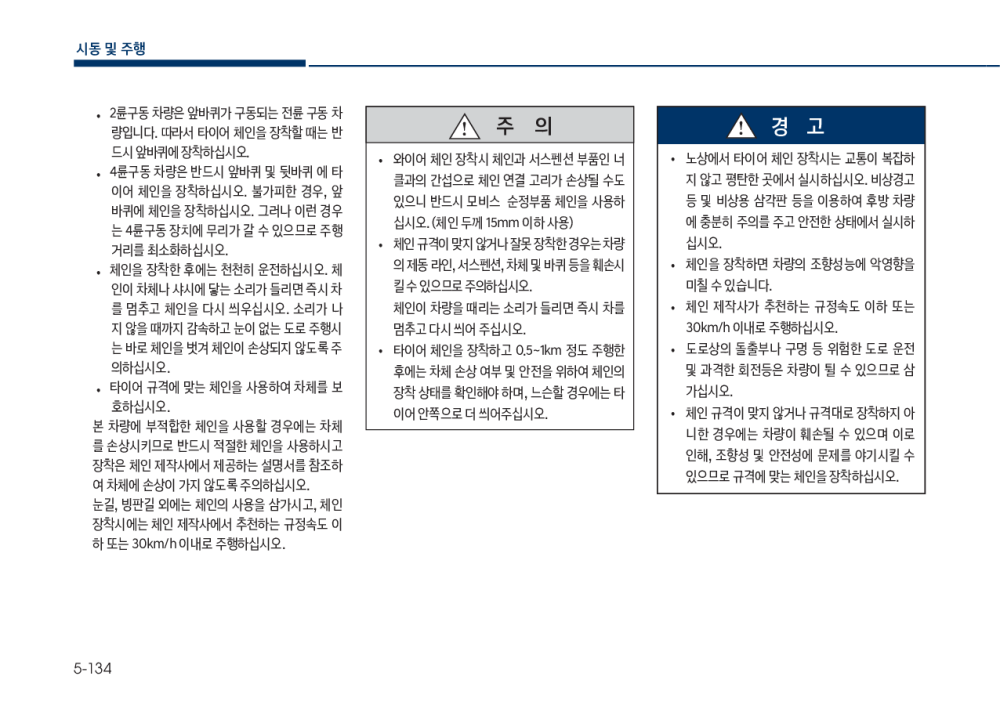 시동 및 주행
• 2륜구동 차량은 앞바퀴가 구동되는 전륜 구동 차
량입니다. 따라서 타이어 체인을 장착할 때는 반
드시 앞바퀴에 장착하십시오.
• 4륜구동 차량은 반드시 앞바퀴 및 뒷바퀴 에 타
이어 체인을 장착하십시오. 불가피한 경우, 앞
바퀴에 체인을 장착하십시오. 그러나 이런 경우
는 4륜구동 장치에 무리가 갈 수 있으므로 주행
거리를 최소화하십시오.
• 체인을 장착한 후에는 천천히 운전하십시오. 체
인이 차체나 샤시에 닿는 소리가 들리면 즉시 차
를 멈추고 체인을 다시 씌우십시오. 소리가 나
지 않을 때까지 감속하고 눈이 없는 도로 주행시
는 바로 체인을 벗겨 체인이 손상되지 않도록 주
의하십시오.
• 타이어 규격에 맞는 체인을 사용하여 차체를 보
호하십시오.
본 차량에 부적합한 체인을 사용할 경우에는 차체
를 손상시키므로 반드시 적절한 체인을 사용하시고
장착은 체인 제작사에서 제공하는 설명서를 참조하
여 차체에 손상이 가지 않도록 주의하십시오.
눈길, 빙판길 외에는 체인의 사용을 삼가시고, 체인
장착시에는 체인 제작사에서 추천하는 규정속도 이
하 또는 30km/h 이내로 주행하십시오.
주 의
• 와이어 체인 장착시 체인과 서스펜션 부품인 너
클과의 간섭으로 체인 연결 고리가 손상될 수도
있으니 반드시 모비스 순정부품 체인을 사용하
십시오. (체인 두께 15mm 이하 사용)
• 체인 규격이 맞지 않거나 잘못 장착한 경우는 차량
의 제동 라인, 서스펜션, 차체 및 바퀴 등을 훼손시
킬 수 있으므로 주의하십시오.
체인이 차량을 때리는 소리가 들리면 즉시 차를
멈추고 다시 씌어 주십시오.
• 타이어 체인을 장착하고 0.5~1km 정도 주행한
후에는 차체 손상 여부 및 안전을 위하여 체인의
장착 상태를 확인해야 하며, 느슨할 경우에는 타
이어 안쪽으로 더 씌어주십시오.
경 고
• 노상에서 타이어 체인 장착시는 교통이 복잡하
지 않고 평탄한 곳에서 실시하십시오. 비상경고
등 및 비상용 삼각판 등을 이용하여 후방 차량
에 충분히 주의를 주고 안전한 상태에서 실시하
십시오.
• 체인을 장착하면 차량의 조향성능에 악영향을
미칠 수 있습니다.
• 체인 제작사가 추천하는 규정속도 이하 또는
30km/h 이내로 주행하십시오.
• 도로상의 돌출부나 구멍 등 위험한 도로 운전
및 과격한 회전등은 차량이 튈 수 있으므로 삼
가십시오.
• 체인 규격이 맞지 않거나 규격대로 장착하지 아
니한 경우에는 차량이 훼손될 수 있으며 이로
인해, 조향성 및 안전성에 문제를 야기시킬 수
있으므로 규격에 맞는 체인을 장착하십시오.
5-134